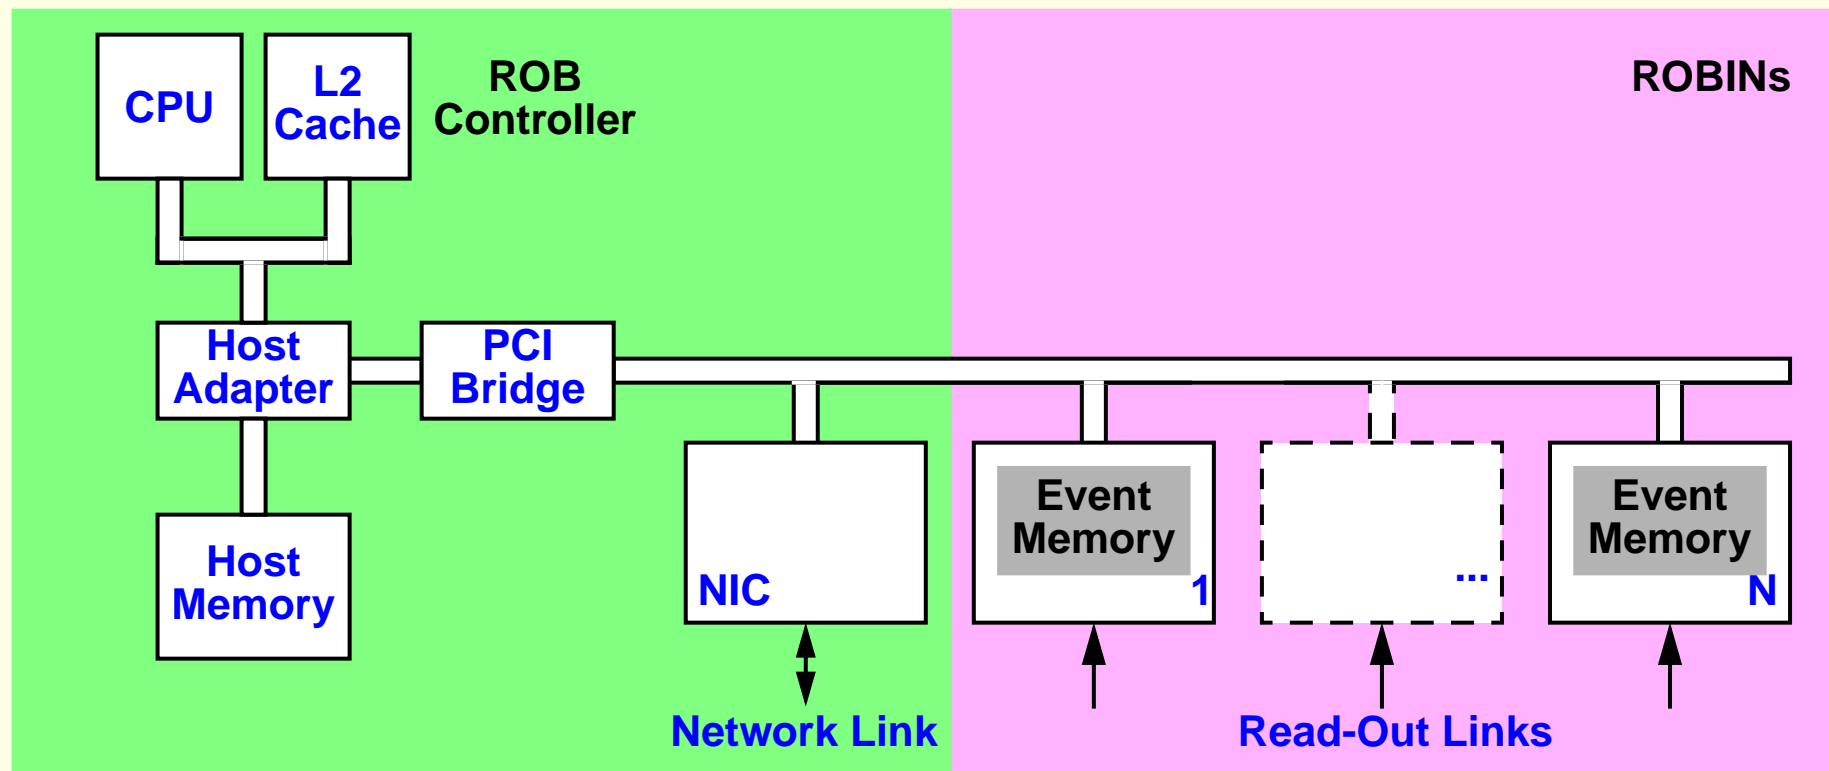 CPU
L2
Cache
ROB
Controller
ROBINs
Host
Adapter
PCI
Bridge
Host
Memory
NIC
Event
Memory
1
...
Event
Memory
N
Network Link
Read-Out Links